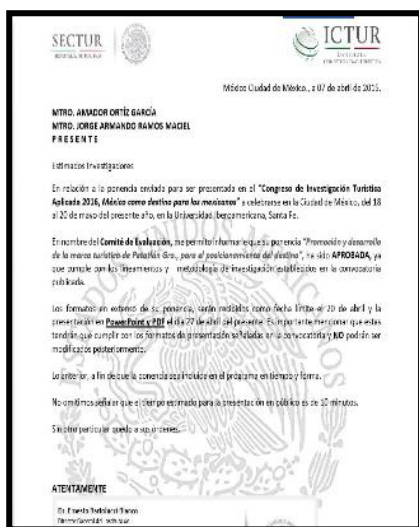 SECTUR
ICTUR
México Ciudad de México., a 07 de abril de 2015.
MTRO. AMADOR ORTÍZ GARCÍA
MTRO. JORGE ARMANDO RAMOS MACIEL
P R E S E N T E
Estimados Investigadores
En relación a la ponencia enviada para ser presentada en el "Congreso de Investigación Turística
Aplicada 2016, México como destino para los mexicanos" a celebrarse en la Ciudad de México, del 18
al 20 de mayo del presente año, en la Universidad Iberoamericana, Santa Fe.
En nombre del Comité de Evaluación, me permito informarle que su ponencia "Promoción y desarrollo
de la marca turística de Petatlán Gro., para el posicionamiento del destino", ha sido APROBADA, ya
que cumple con los lineamientos y metodología de investigación establecidos en la convocatoria
publicada.
Los formatos en extenso de su ponencia, serán recibidos como fecha límite el 20 de abril y la
presentación en PowerPoint y PDF el día 27 de abril del presente. Es importante mencionar que estas
tendrán que cumplir con los formatos de presentación señaladas en la convocatoria y NO podrán ser
modificados posteriormente.
Lo anterior, a fin de que la ponencia sea incluida en el programa en tiempo y forma.
No omitimos señalar que el tiempo estimado para la presentación en público es de 10 minutos.
Sin otro particular quedo a sus órdenes.
ATENTAMENTE
Dr. Ernesto Bartolucci Blanco
Director General del